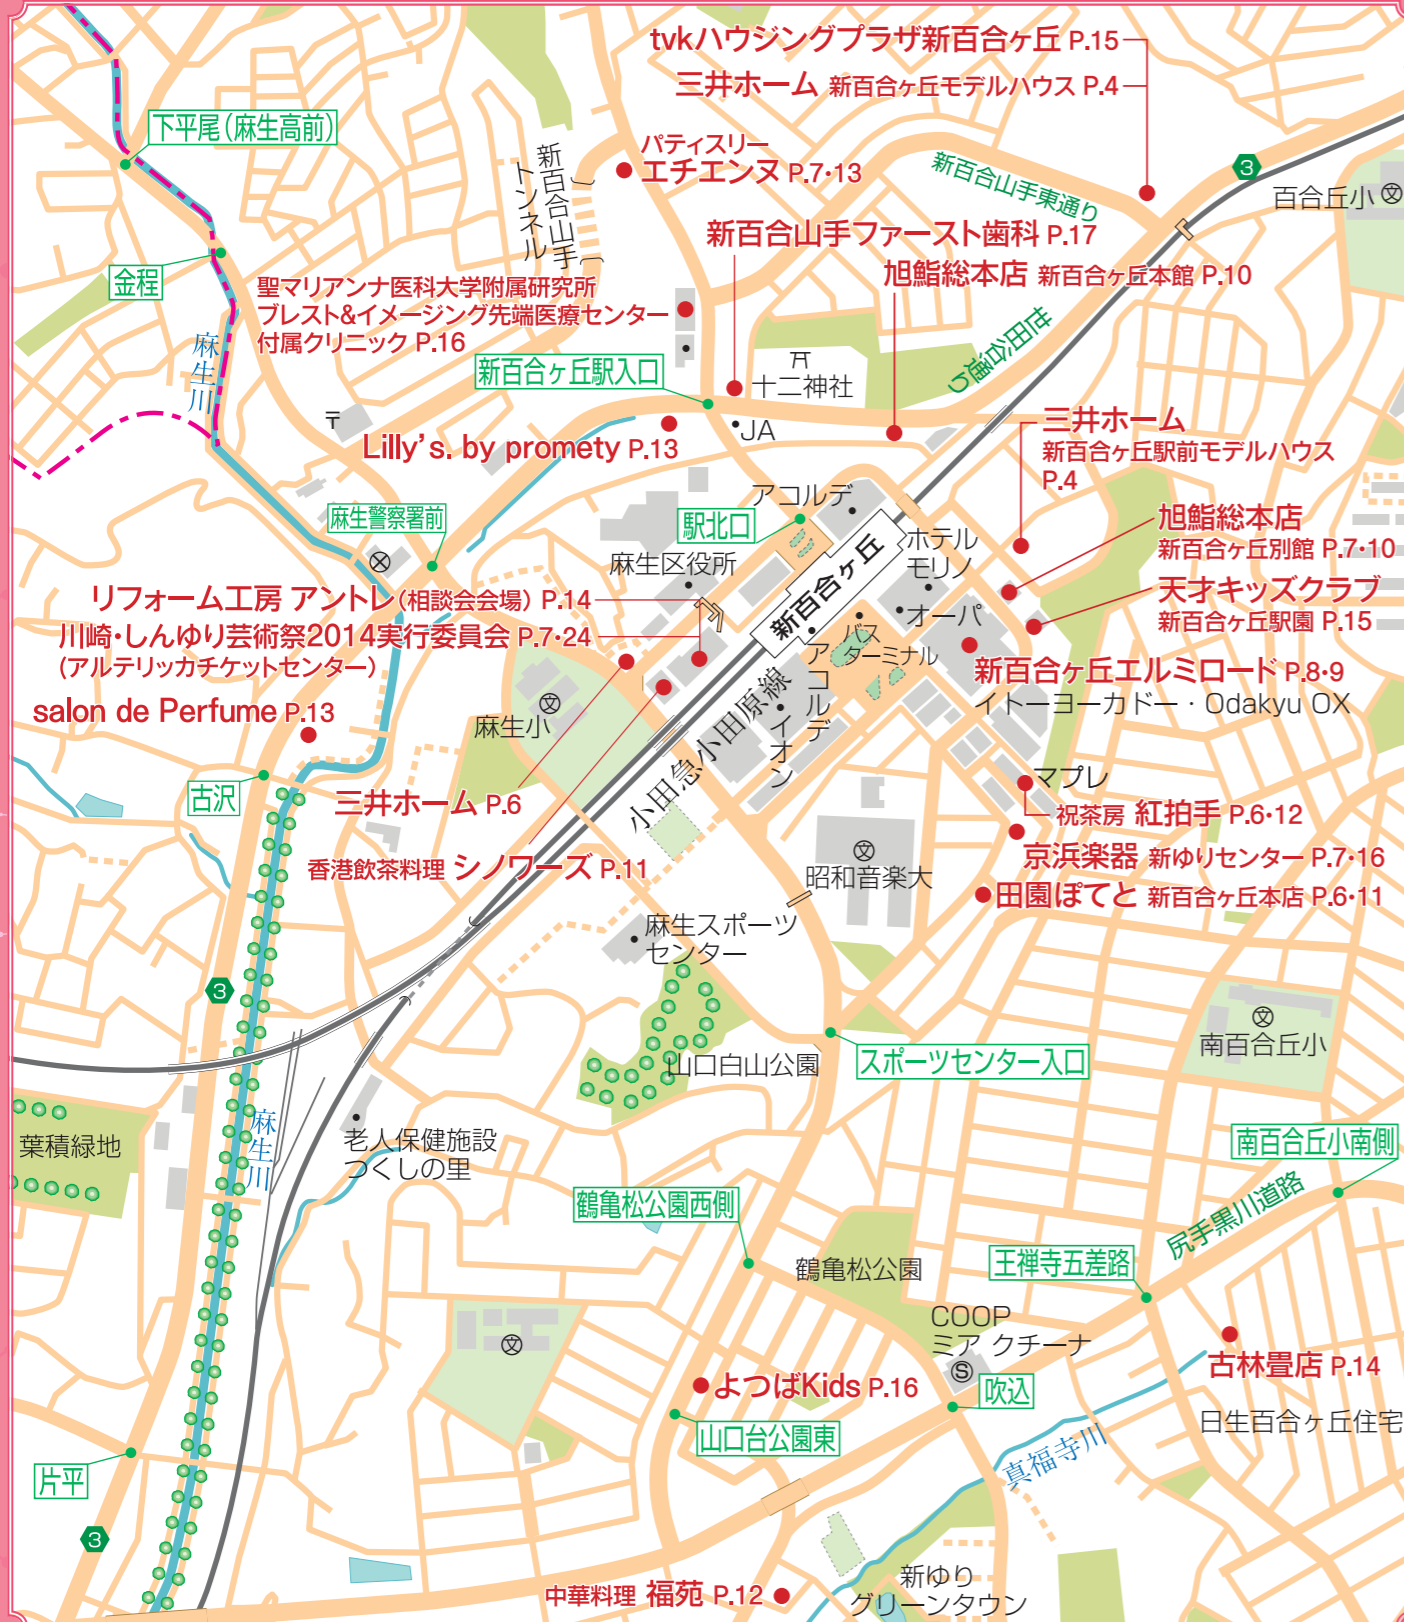 tvkハウジングプラザ新百合ヶ丘 P.15
三井ホーム 新百合ヶ丘モデルハウス P.4
下平尾(麻生高前)
パティスリー
エチエンヌ P.7・13
新百合山手
トンネル
新百合山手東通り
3
百合丘小
文
新百合山手ファースト歯科 P.17
旭鮨総本店 新百合ヶ丘本館 P.10
金程
聖マリアンナ医科大学附属研究所
ブレスト&イメージング先端医療センター
付属クリニック P.16
麻生川
世田谷通り
新百合ヶ丘駅入口
十二神社
〒
JA
Lilly's. by promety P.13
三井ホーム
新百合ヶ丘駅前モデルハウス
P.4
アコルデ
麻生警察署前
駅北口
旭鮨総本店
新百合ヶ丘別館 P.7・10
ホテル
モリノ
麻生区役所
新百合ヶ丘
天才キッズクラブ
新百合ヶ丘駅園 P.15
リフォーム工房 アントレ(相談会会場) P.14
オーパ
バス
ターミナル
川崎・しんゆり芸術祭2014実行委員会 P.7・24
(アルテリッカチケットセンター)
アコルデ
新百合ヶ丘エルミロード P.8・9
イトーヨーカドー・Odakyu OX
salon de Perfume P.13
文
麻生小
小田急小田原線
イオン
古沢
マプレ
三井ホーム P.6
祝茶房 紅拍手 P.6・12
文
昭和音楽大
京浜楽器 新ゆりセンター P.7・16
香港飲茶料理 シノワーズ P.11
田園ぽてと 新百合ヶ丘本店 P.6・11
麻生スポーツ
センター
3
文
南百合丘小
山口白山公園
スポーツセンター入口
麻生川
葉積緑地
老人保健施設
つくしの里
南百合丘小南側
鶴亀松公園西側
尻手黒川道路
鶴亀松公園
王禅寺五差路
COOP
ミア クチーナ
S
文
古林畳店 P.14
よつばKids P.16
吹込
日生百合ヶ丘住宅
山口台公園東
真福寺川
片平
3
新ゆり
グリーンタウン
中華料理 福苑 P.12